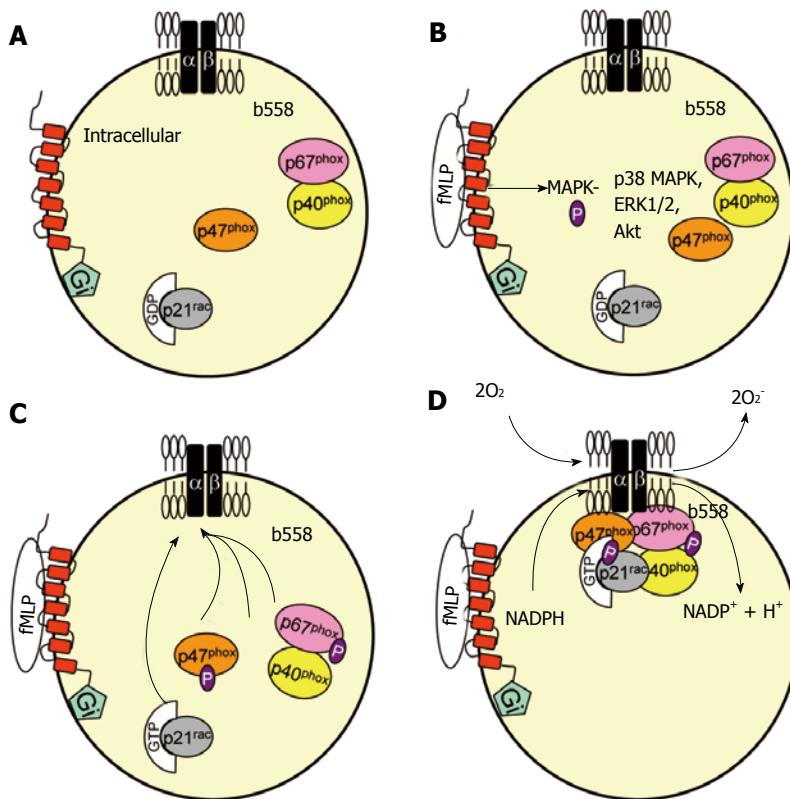 A
α β
b558
Intracellular
p67phox
p40phox
p47phox
Gi
GDP
p21rac
B
α β
b558
fMLP
MAPK-
P
p38 MAPK,
ERK1/2,
Akt
p67phox
p40phox
p47phox
Gi
GDP
p21rac
C
α β
b558
fMLP
p67phox
P
p47phox
P
p40phox
Gi
GTP
p21rac
D
2O₂
2O₂⁻
α β
b558
p47phox
p67phox
P
P
GTP
p21rac
40phox
fMLP
NADPH
NADP⁺ + H⁺
Gi